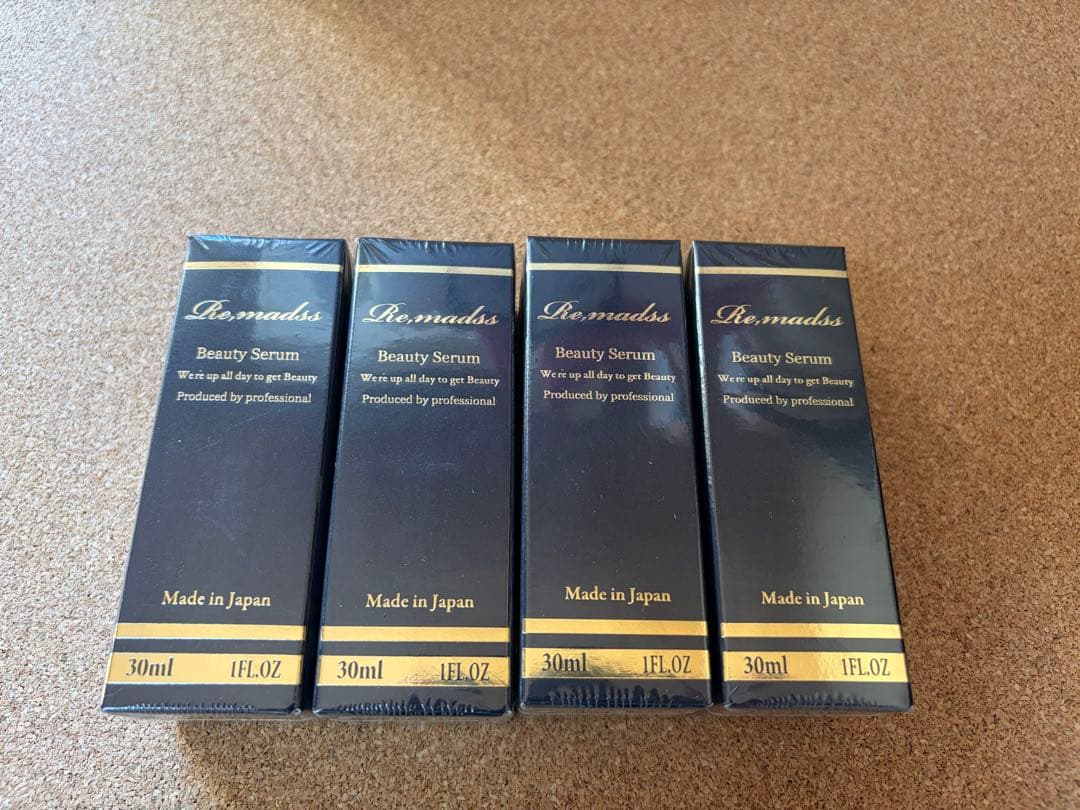 Re,madss
Beauty Serum
We're up all day to get Beauty
Produced by professional
Made in Japan
30ml 1FL.OZ
Re,madss
Beauty Serum
We're up all day to get Beauty
Produced by professional
Made in Japan
30ml 1FL.OZ
Re,madss
Beauty Serum
We're up all day to get Beauty
Produced by professional
Made in Japan
30ml 1FL.OZ
Re,madss
Beauty Serum
We're up all day to get Beauty
Produced by professional
Made in Japan
30ml 1FL.OZ